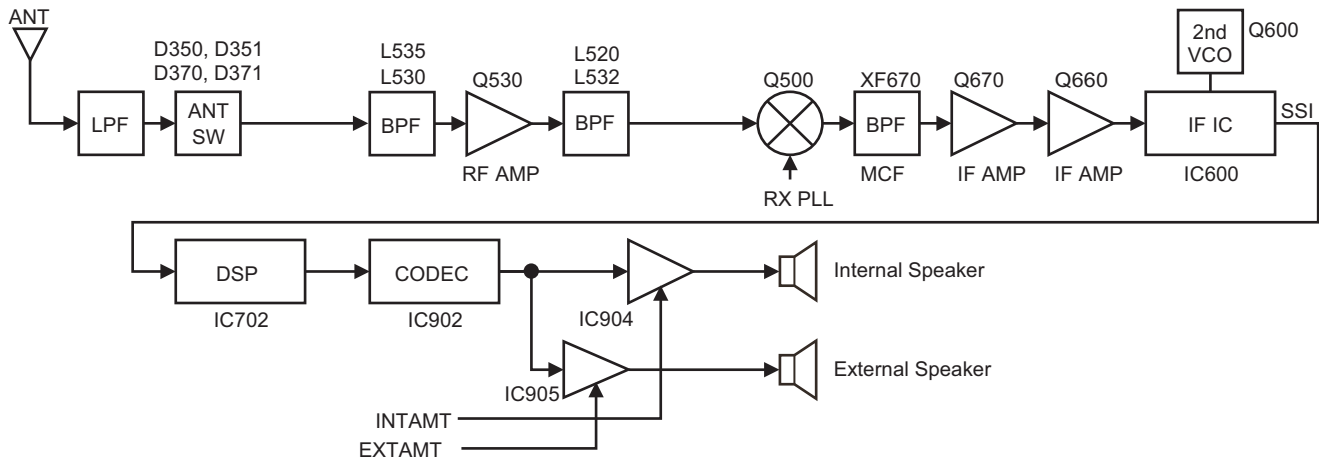 ANT
D350, D351
D370, D371
LPF
ANT
SW
L535
L530
BPF
Q530
RF AMP
L520
L532
BPF
Q500
RX PLL
XF670
BPF
MCF
Q670
IF AMP
Q660
IF AMP
2nd
VCO
Q600
IF IC
IC600
SSI
DSP
IC702
CODEC
IC902
IC904
Internal Speaker
IC905
External Speaker
INTAMT
EXTAMT